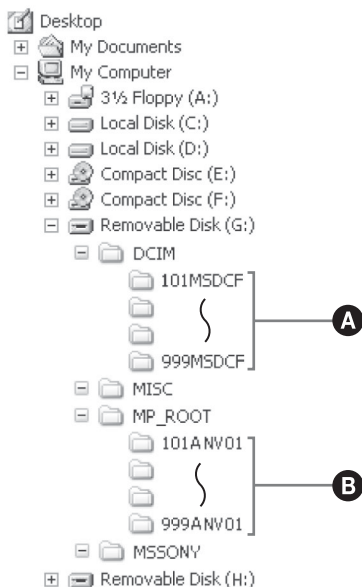 Desktop
My Documents
My Computer
3½ Floppy (A:)
Local Disk (C:)
Local Disk (D:)
Compact Disc (E:)
Compact Disc (F:)
Removable Disk (G:)
DCIM
101MSDCF
A
999MSDCF
MISC
MP_ROOT
101ANV01
B
999ANV01
MSSONY
Removable Disk (H:)